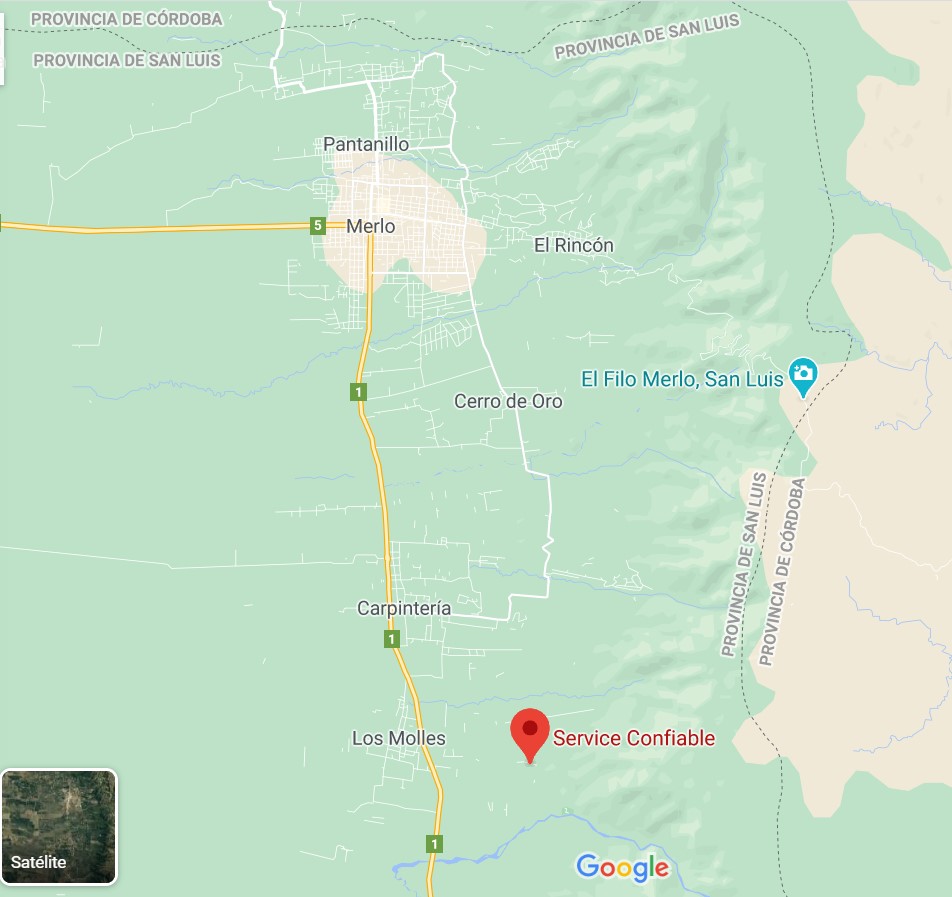 PROVINCIA DE CÓRDOBA
PROVINCIA DE SAN LUIS
PROVINCIA DE SAN LUIS
Pantanillo
5
Merlo
El Rincón
El Filo Merlo, San Luis
1
Cerro de Oro
PROVINCIA DE SAN LUIS
PROVINCIA DE CÓRDOBA
Carpintería
1
Los Molles
Service Confiable
1
Satélite
Google